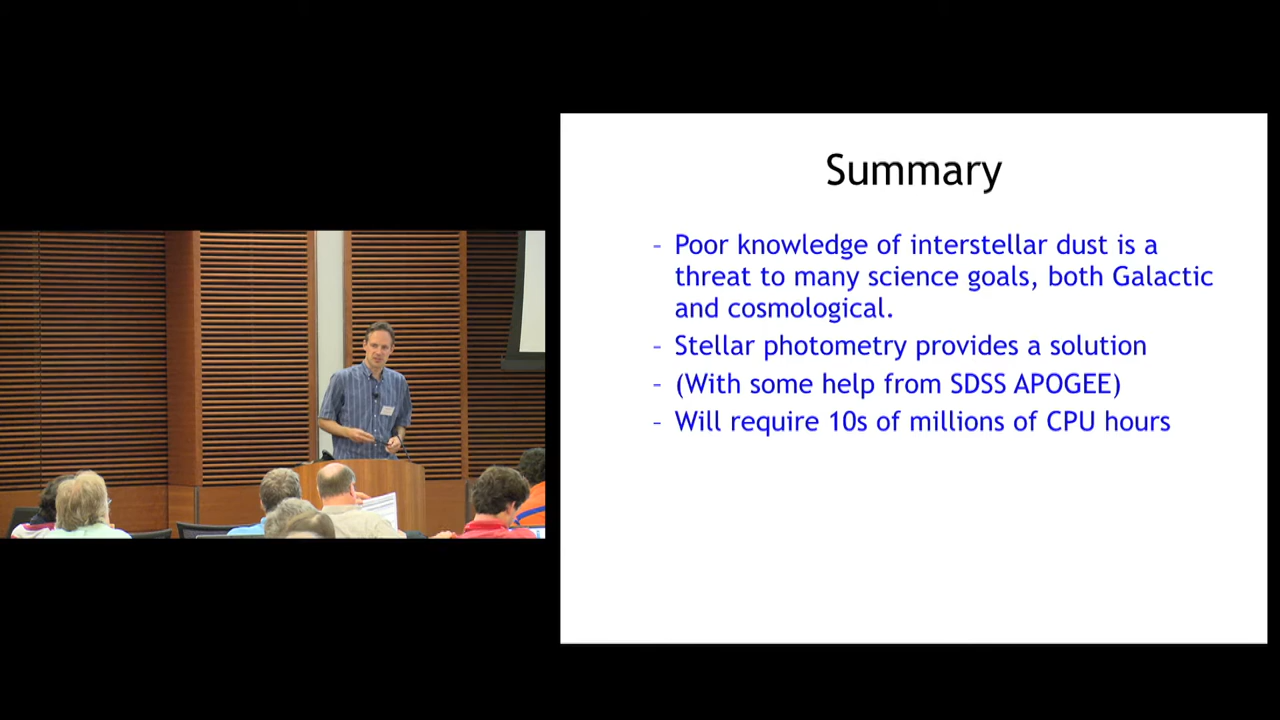 Summary
– Poor knowledge of interstellar dust is a
threat to many science goals, both Galactic
and cosmological.
– Stellar photometry provides a solution
– (With some help from SDSS APOGEE)
– Will require 10s of millions of CPU hours